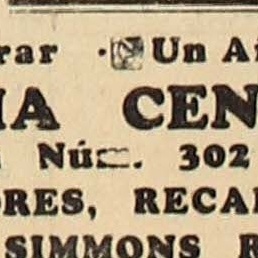 rar · Un A
IA CEN
Núm. 302
ORES, RECA
SIMMONS R